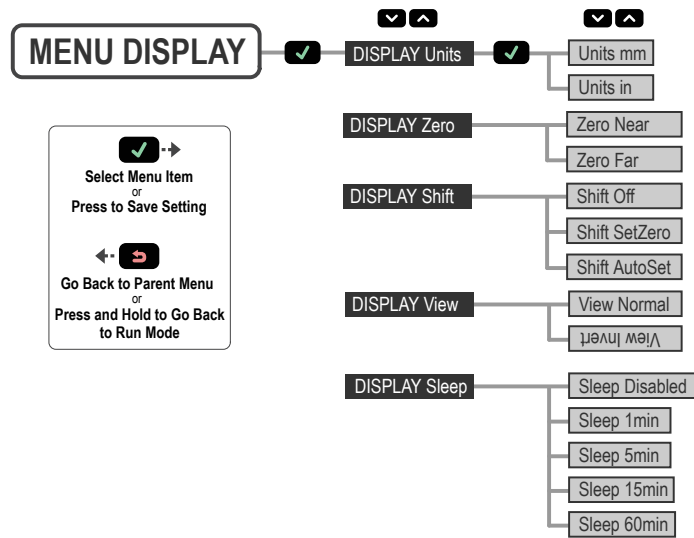 MENU DISPLAY
DISPLAY Units
Units mm
Units in
DISPLAY Zero
Zero Near
Zero Far
DISPLAY Shift
Shift Off
Shift SetZero
Shift AutoSet
DISPLAY View
View Normal
View Invert
DISPLAY Sleep
Sleep Disabled
Sleep 1min
Sleep 5min
Sleep 15min
Sleep 60min
Select Menu Item
or
Press to Save Setting
Go Back to Parent Menu
or
Press and Hold to Go Back
to Run Mode